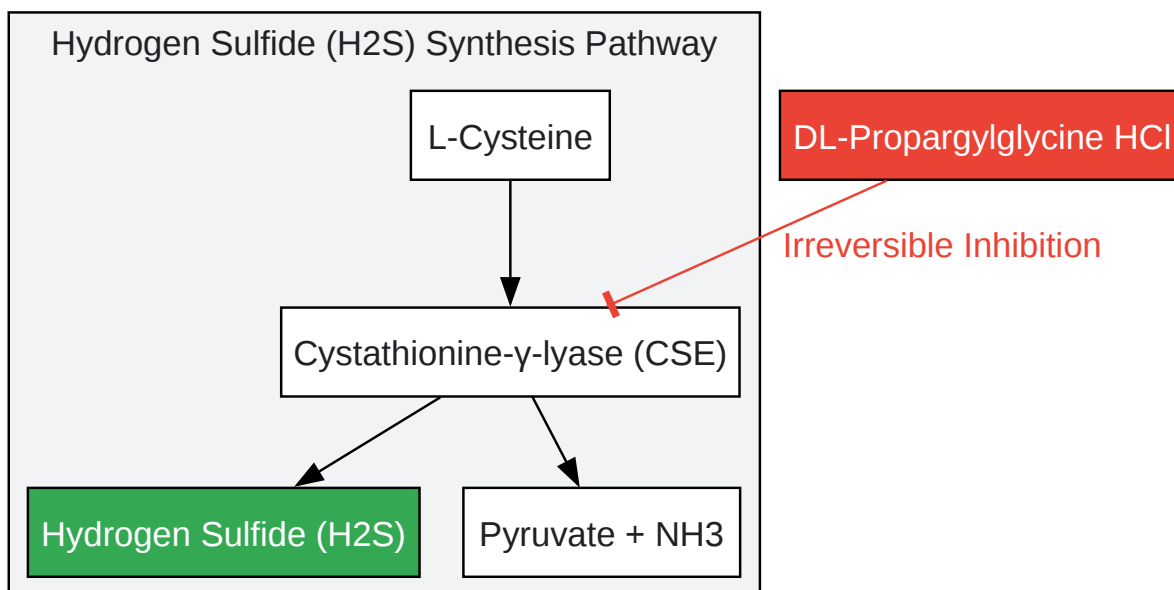 Hydrogen Sulfide (H2S) Synthesis Pathway
L-Cysteine
DL-Propargylglycine HCl
Irreversible Inhibition
Cystathionine-γ-lyase (CSE)
Hydrogen Sulfide (H2S)
Pyruvate + NH3